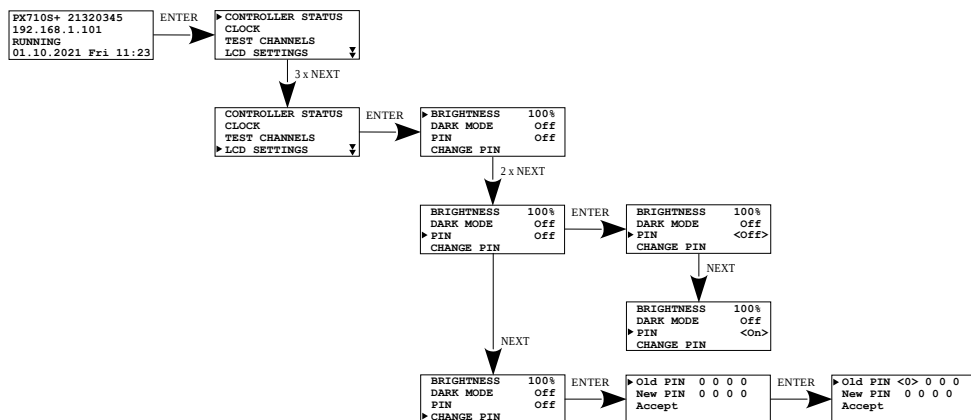 PX710S+ 21320345
192.168.1.101
RUNNING
01.10.2021 Fri 11:23
ENTER
CONTROLLER STATUS
CLOCK
TEST CHANNELS
LCD SETTINGS
3 x NEXT
CONTROLLER STATUS
CLOCK
TEST CHANNELS
LCD SETTINGS
ENTER
BRIGHTNESS 100%
DARK MODE Off
PIN Off
CHANGE PIN
2 x NEXT
BRIGHTNESS 100%
DARK MODE Off
PIN Off
CHANGE PIN
ENTER
BRIGHTNESS 100%
DARK MODE Off
PIN <Off>
CHANGE PIN
NEXT
BRIGHTNESS 100%
DARK MODE Off
PIN <On>
CHANGE PIN
NEXT
BRIGHTNESS 100%
DARK MODE Off
PIN Off
CHANGE PIN
ENTER
Old PIN 0 0 0 0
New PIN 0 0 0 0
Accept
ENTER
Old PIN <0> 0 0 0
New PIN 0 0 0 0
Accept